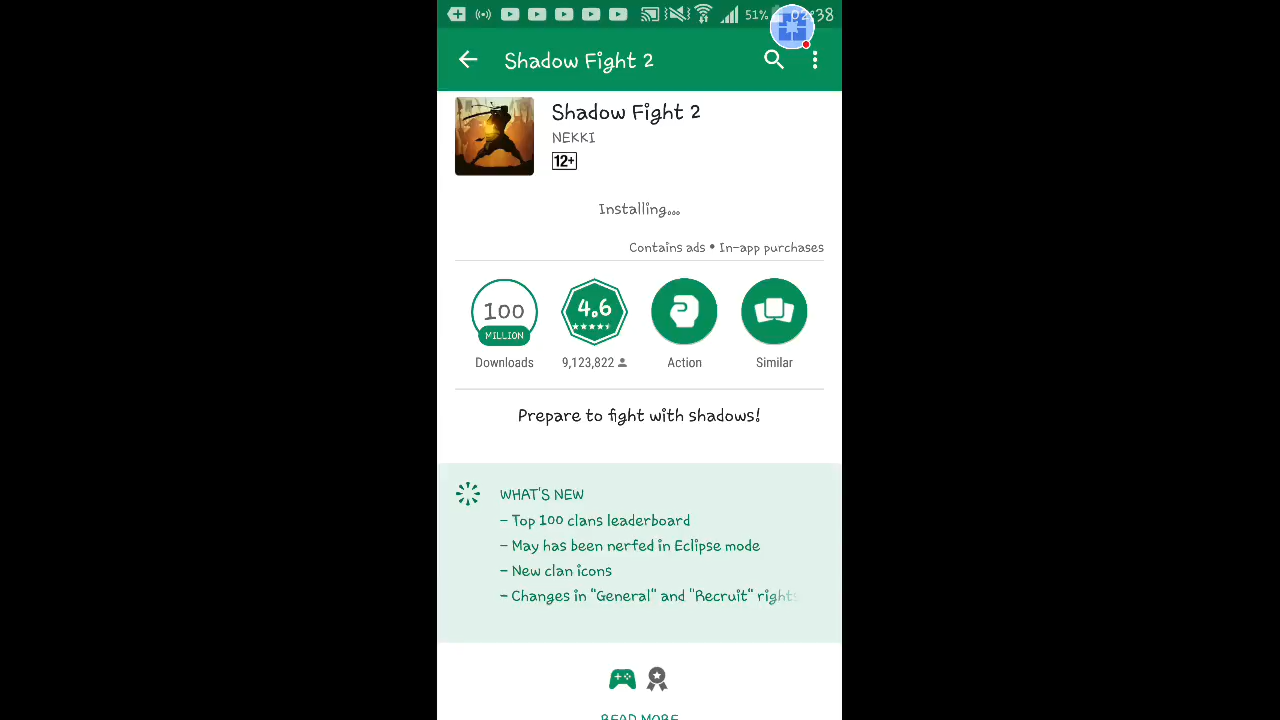 51%
Shadow Fight 2
Shadow Fight 2
NEKKI
12+
Installing...
Contains ads • In-app purchases
100
MILLION
Downloads
4.6
9,123,822
Action
Similar
Prepare to fight with shadows!
WHAT'S NEW
- Top 100 clans leaderboard
- May has been nerfed in Eclipse mode
- New clan icons
- Changes in "General" and "Recruit" rights
READ MORE